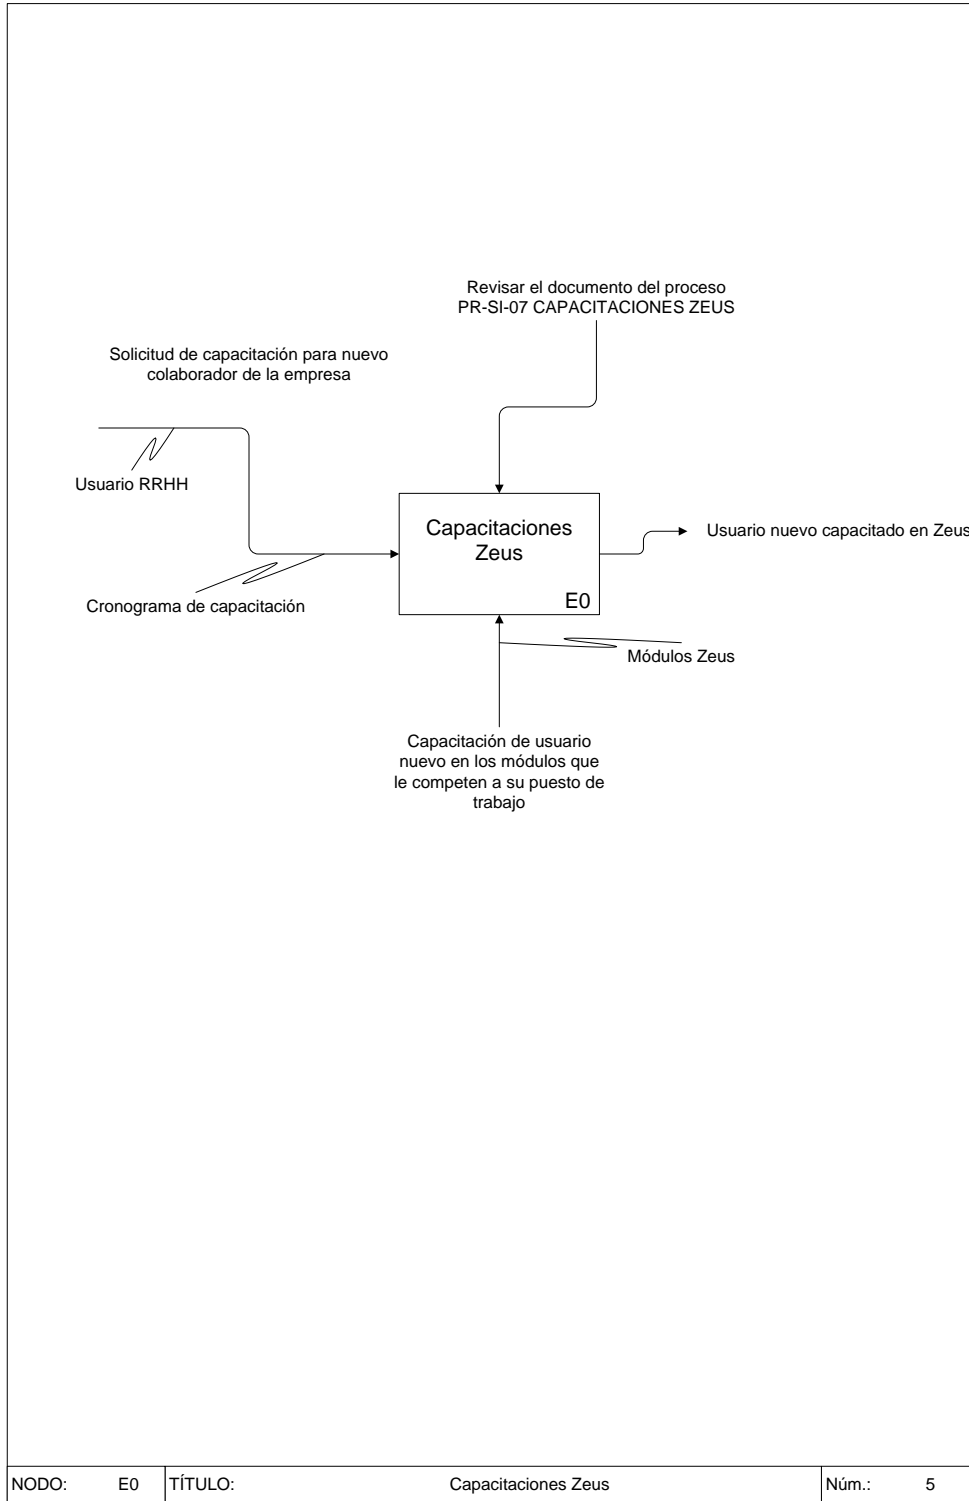 Revisar el documento del proceso
PR-SI-07 CAPACITACIONES ZEUS
Solicitud de capacitación para nuevo
colaborador de la empresa
Usuario RRHH
Cronograma de capacitación
Capacitaciones
Zeus
E0
Usuario nuevo capacitado en Zeus
Módulos Zeus
Capacitación de usuario
nuevo en los módulos que
le competen a su puesto de
trabajo
NODO: E0 TÍTULO: Capacitaciones Zeus Núm.: 5